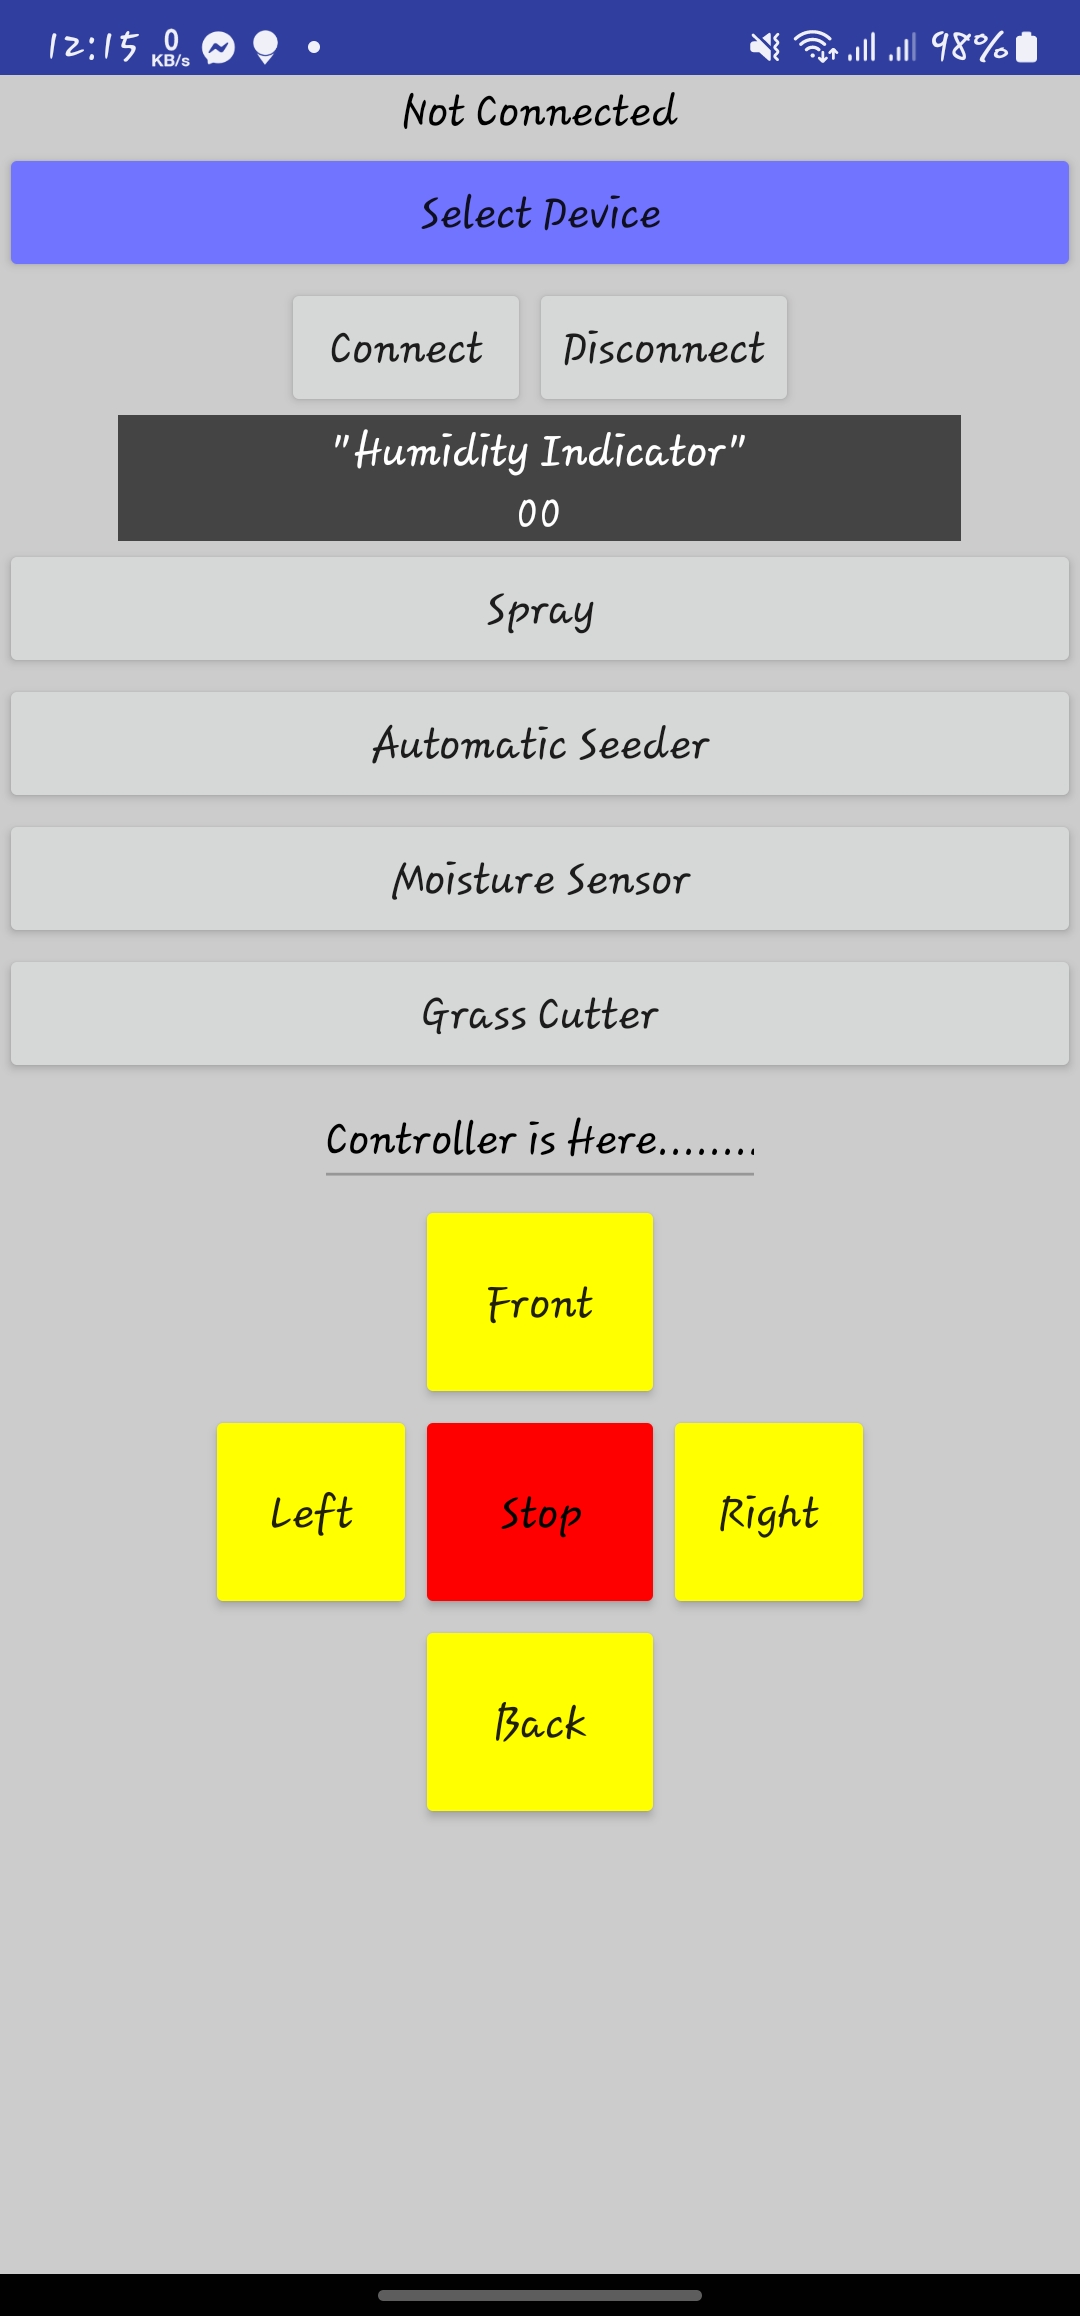 12:15 0 KB/s 98%
Not Connected
Select Device
Connect Disconnect
"Humidity Indicator"
00
Spray
Automatic Seeder
Moisture Sensor
Grass Cutter
Controller is Here........
Front
Left Stop Right
Back